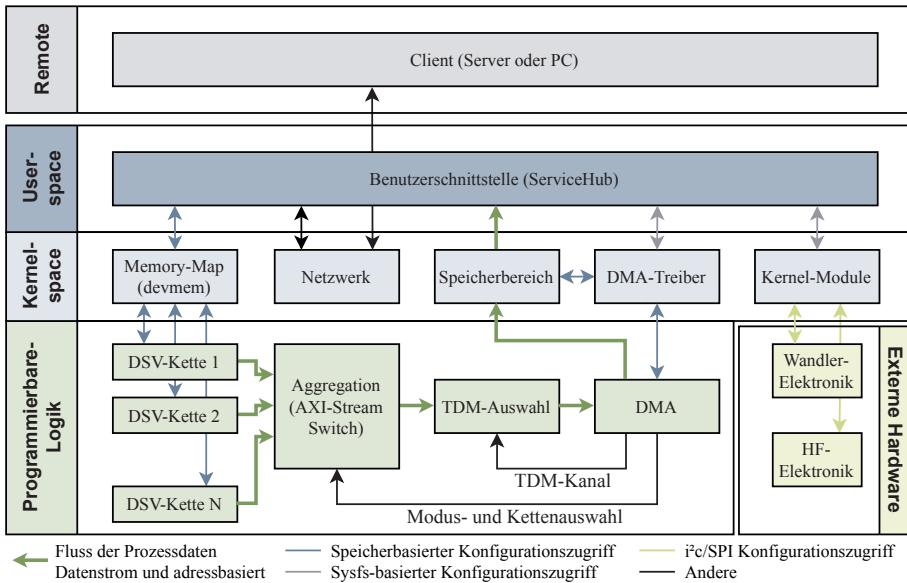 Remote
Client (Server oder PC)
User-
space
Benutzerschnittstelle (ServiceHub)
Kernel-
space
Memory-Map
(devmem)
Netzwerk
Speicherbereich
DMA-Treiber
Kernel-Module
Programmierbare-
Logik
DSV-Kette 1
DSV-Kette 2
DSV-Kette N
Aggregation
(AXI-Stream
Switch)
TDM-Auswahl
DMA
TDM-Kanal
Modus- und Kettenauswahl
Wandler-
Elektronik
HF-
Elektronik
Externe Hardware
Fluss der Prozessdaten
Datenstrom und adressbasiert
Speicherbasierter Konfigurationszugriff
Sysfs-basierter Konfigurationszugriff
i²c/SPI Konfigurationszugriff
Andere